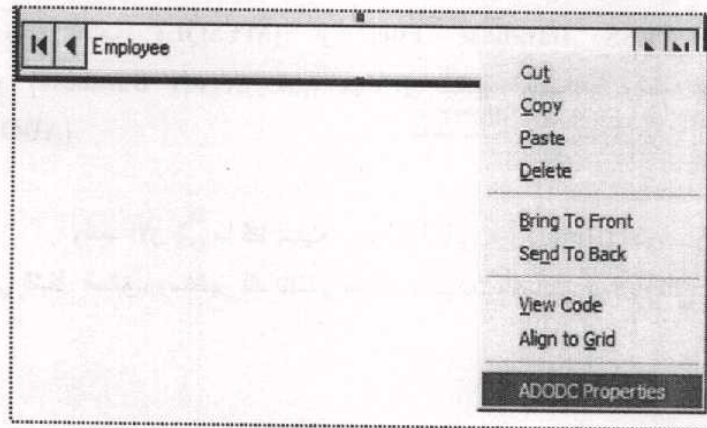 Employee
Cut
Copy
Paste
Delete
Bring To Front
Send To Back
View Code
Align to Grid
ADODC Properties